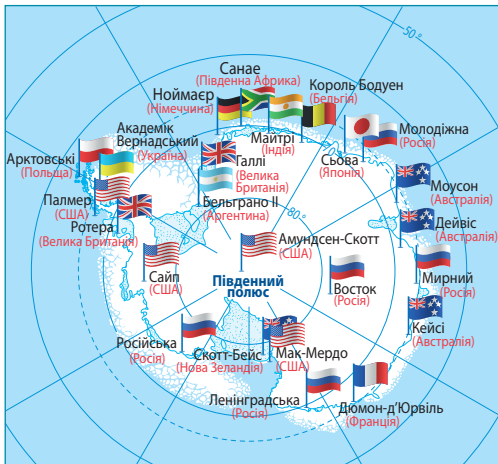 50°
Санае
(Південна Африка)
Ноймаєр
(Німеччина)
Король Бодуен
(Бельгія)
Академік
Вернадський
(Україна)
Арктовські
(Польща)
Майтрі
(Індія)
Молодіжна
(Росія)
Сьова
(Японія)
Галлі
(Велика
Британія)
Палмер
(США)
Бельграно II
(Аргентина)
Моусон
(Австралія)
Ротера
(Велика Британія)
60°
Дейвіс
(Австралія)
Амундсен-Скотт
(США)
Сайп
(США)
Південний
полюс
Восток
(Росія)
Мирний
(Росія)
Кейсі
(Австралія)
Російська
(Росія)
Скотт-Бейс
(Нова Зеландія)
Мак-Мердо
(США)
Ленінградська
(Росія)
Дюмон-д'Юрвіль
(Франція)